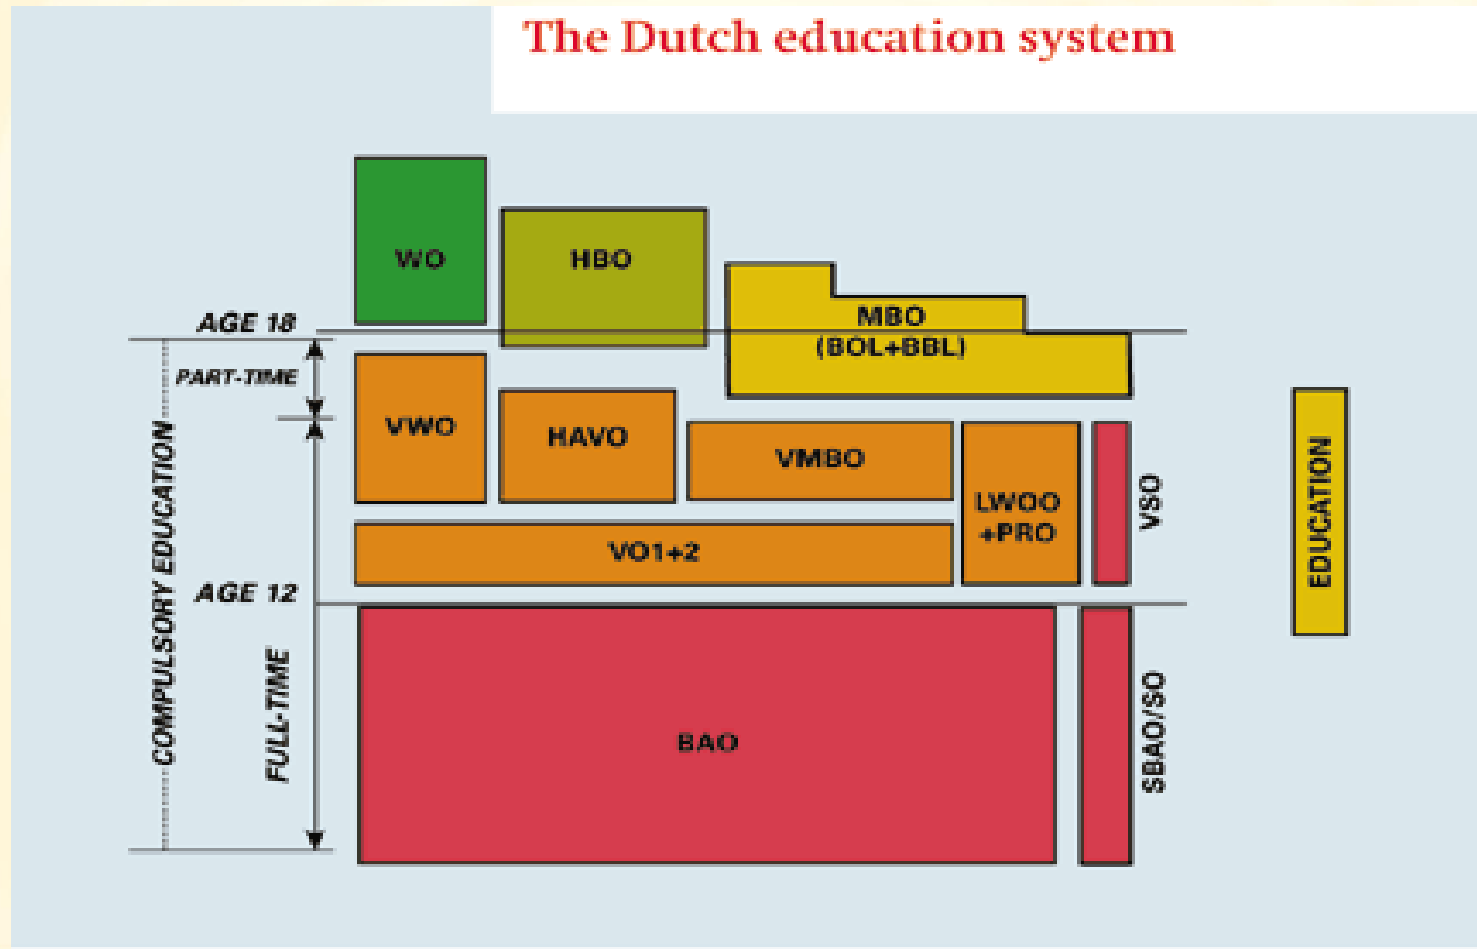 The Dutch education system
WO
HBO
AGE 18
MBO
(BOL+BBL)
PART-TIME
VWO
HAVO
VMBO
LWOO
+PRO
VSO
EDUCATION
COMPULSORY EDUCATION
VO1+2
AGE 12
FULL-TIME
BAO
SBAO/SO